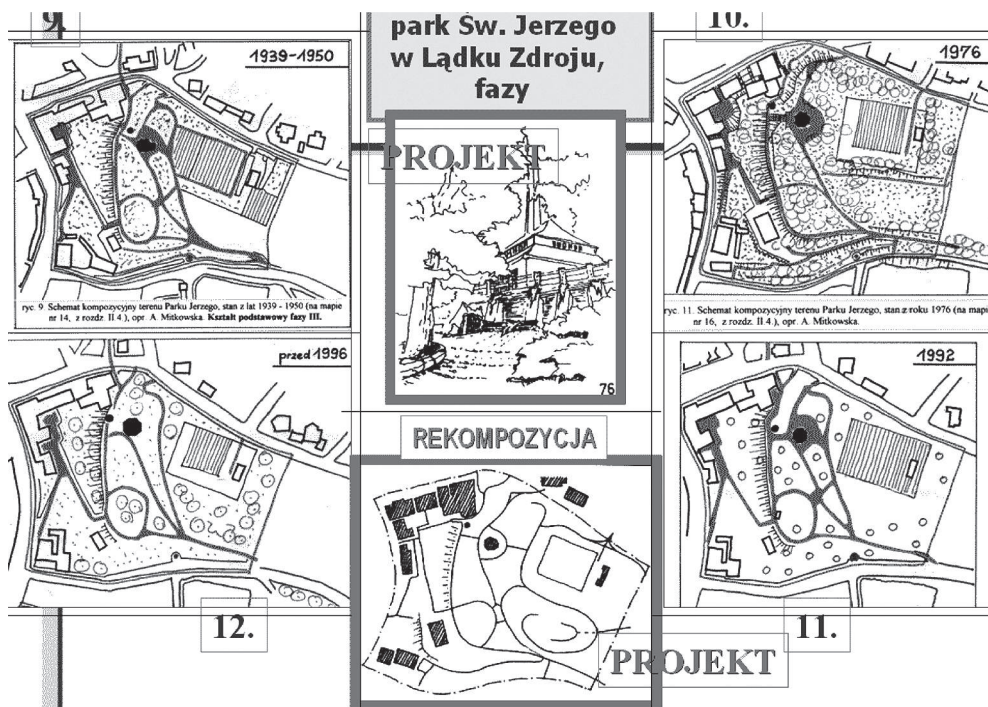 9.
park Św. Jerzego
w Lądku Zdroju,
fazy
10.
1939-1950
PROJEKT
1976
ryc. 9. Schemat kompozycyjny terenu Parku Jerzego, stan z lat 1939 - 1950 (na mapie
nr 14, z rozdz. II 4.), opr. A. Mitkowska. Kształt podstawowy fazy III.
76
ryc. 11. Schemat kompozycyjny terenu Parku Jerzego, stan z roku 1976 (na mapi
nr 16, z rozdz. II.4.), opr. A. Mitkowska.
przed 1996
REKOMPOZYCJA
1992
12.
PROJEKT
11.